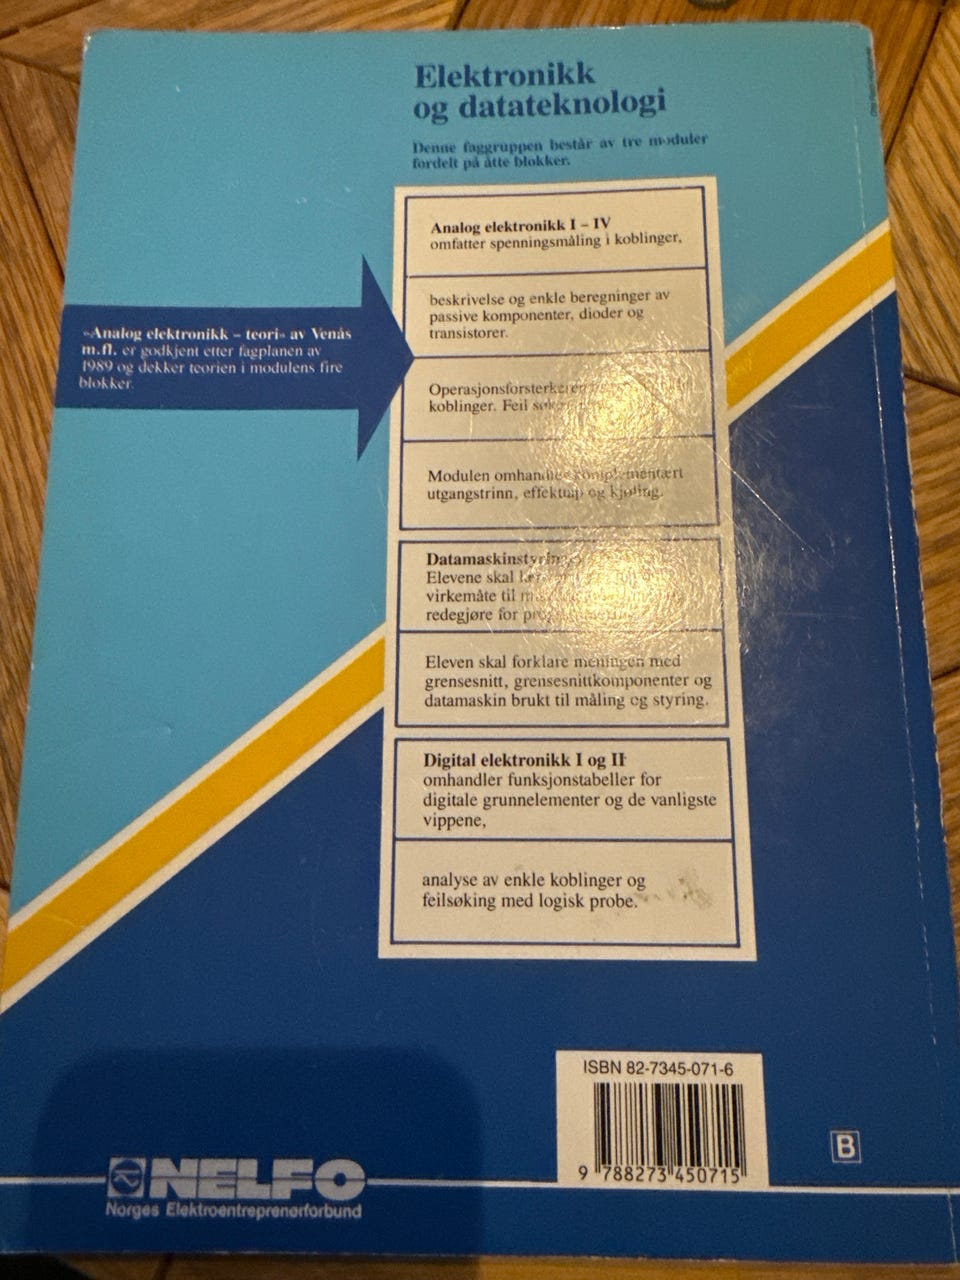 Elektronikk
og datateknologi
Denne faggruppen består av tre moduler
fordelt på åtte blokker.
Analog elektronikk I – IV
omfatter spenningsmåling i koblinger,
beskrivelse og enkle beregninger av
passive komponenter, dioder og
transistorer.
«Analog elektronikk – teori» av Venås
m.fl. er godkjent etter fagplanen av
1989 og dekker teorien i modulens fire
blokker.
Operasjonsforsterkeren
koblinger. Feil
Modulen omhandler komplementært
utgangstrinn, effekttap og kjøling.
Datamaskinstyring
Elevene skal
virkemåte til
redegjøre for
Eleven skal forklare meningen med
grensesnitt, grensesnittkomponenter og
datamaskin brukt til måling og styring.
Digital elektronikk I og II
omhandler funksjonstabeller for
digitale grunnelementer og de vanligste
vippene,
analyse av enkle koblinger og
feilsøking med logisk probe.
ISBN 82-7345-071-6
9 788273 450715
B
NELFO
Norges Elektroentreprenørforbund